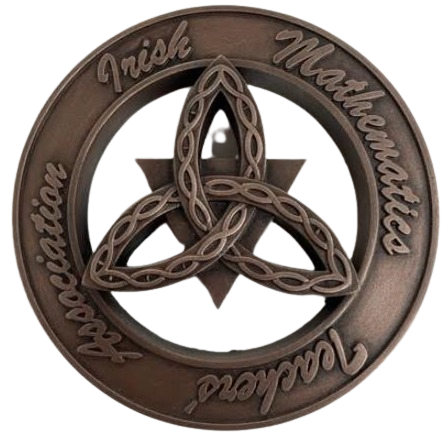 Irish
Mathematics
Teachers'
Association